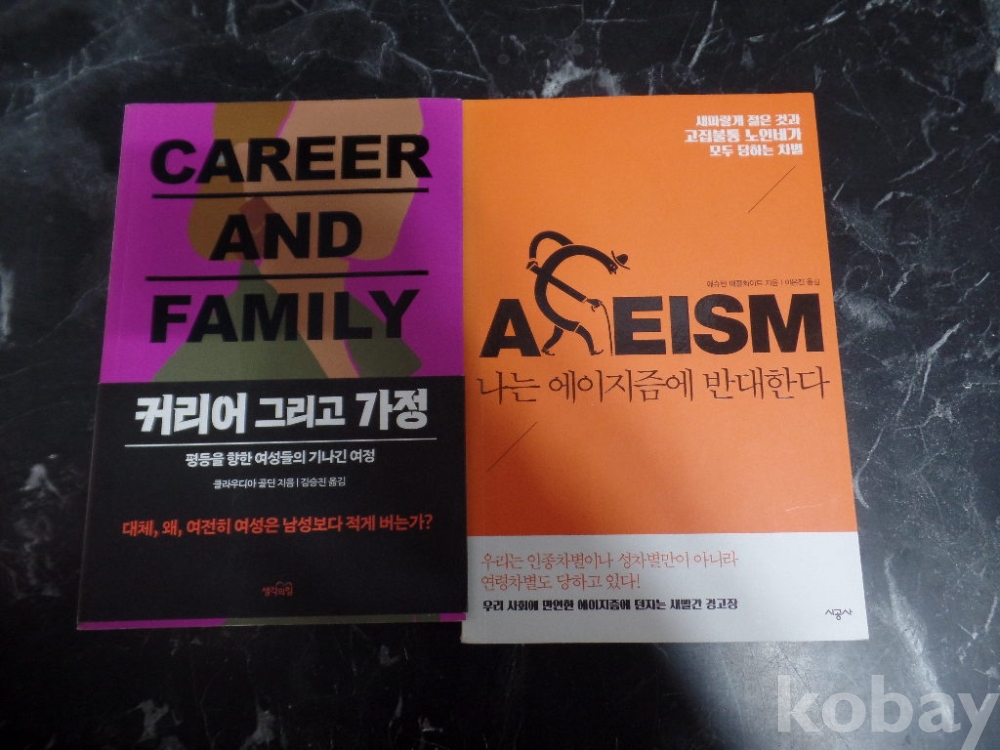 CAREER
AND
FAMILY
커리어 그리고 가정
평등을 향한 여성들의 기나긴 여정
클라우디아 골딘 지음 | 김승진 옮김
대체, 왜, 여전히 여성은 남성보다 적게 버는가?
생각의힘
새파랗게 젊은 것과
고집불통 노인네가
모두 당하는 차별
애슈턴 애플화이트 지음 | 이은진 옮김
AGEISM
나는 에이지즘에 반대한다
우리는 인종차별이나 성차별만이 아니라
연령차별도 당하고 있다!
우리 사회에 만연한 에이지즘에 던지는 새빨간 경고장
시공사
kobay